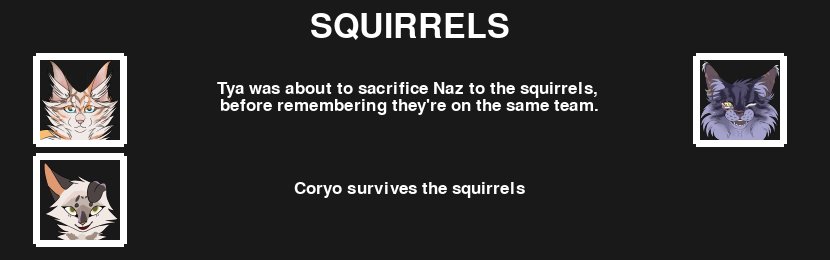 SQUIRRELS
Tya was about to sacrifice Naz to the squirrels,
before remembering they're on the same team.
Coryo survives the squirrels